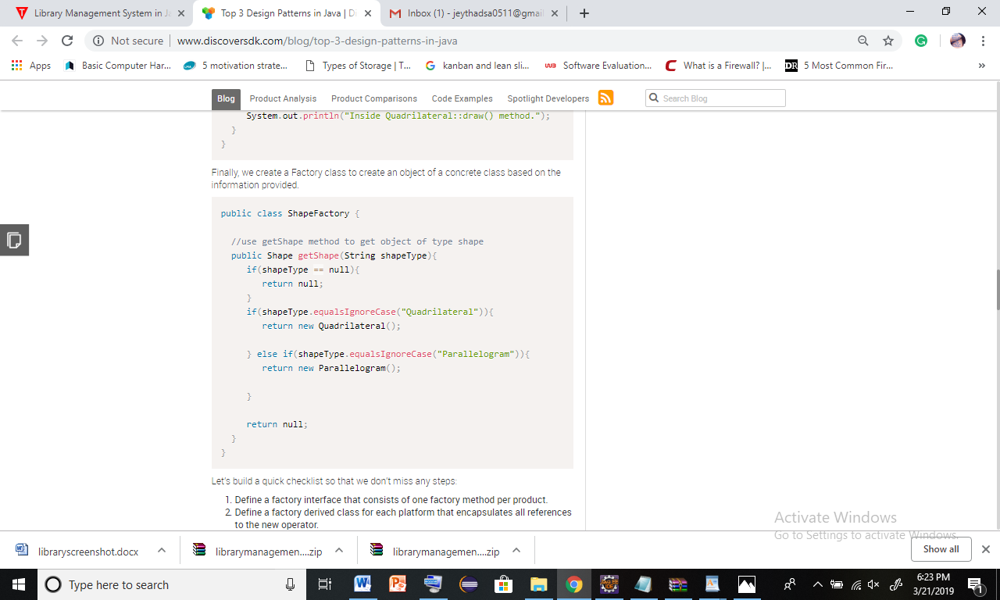 Library Management System in Ja
Top 3 Design Patterns in Java | Di
Inbox (1) - jeythadsa0511@gmai
Not secure
www.discoversdk.com/blog/top-3-design-patterns-in-java
Apps
Basic Computer Har...
5 motivation strate...
Types of Storage | T...
kanban and lean sli...
Software Evaluation...
What is a Firewall? |...
5 Most Common Fir...
Blog
Product Analysis
Product Comparisons
Code Examples
Spotlight Developers
Search Blog
System.out.println("Inside Quadrilateral::draw() method.");
}
}
Finally, we create a Factory class to create an object of a concrete class based on the
information provided.
public class ShapeFactory {
//use getShape method to get object of type shape
public Shape getShape(String shapeType){
if(shapeType == null){
return null;
}
if(shapeType.equalsIgnoreCase("Quadrilateral")){
return new Quadrilateral();
} else if(shapeType.equalsIgnoreCase("Parallelogram")){
return new Parallelogram();
}
return null;
}
}
Let's build a quick checklist so that we don't miss any steps:
1. Define a factory interface that consists of one factory method per product.
2. Define a factory derived class for each platform that encapsulates all references
to the new operator.
Activate Windows
Go to Settings to activate Windows.
libraryscreenshot.docx
librarymanagemen....zip
librarymanagemen....zip
Show all
Type here to search
6:23 PM
3/21/2019
1